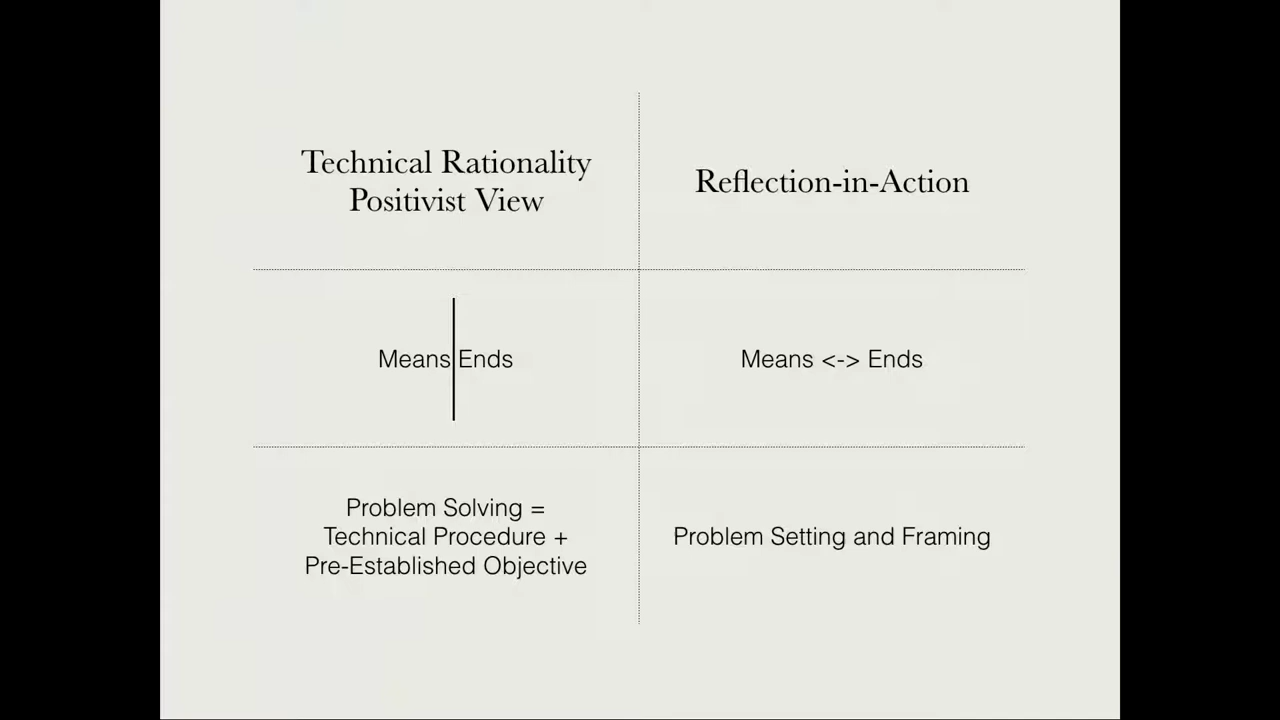 Technical Rationality
Positivist View
Reflection-in-Action
Means Ends
Means <-> Ends
Problem Solving =
Technical Procedure +
Pre-Established Objective
Problem Setting and Framing